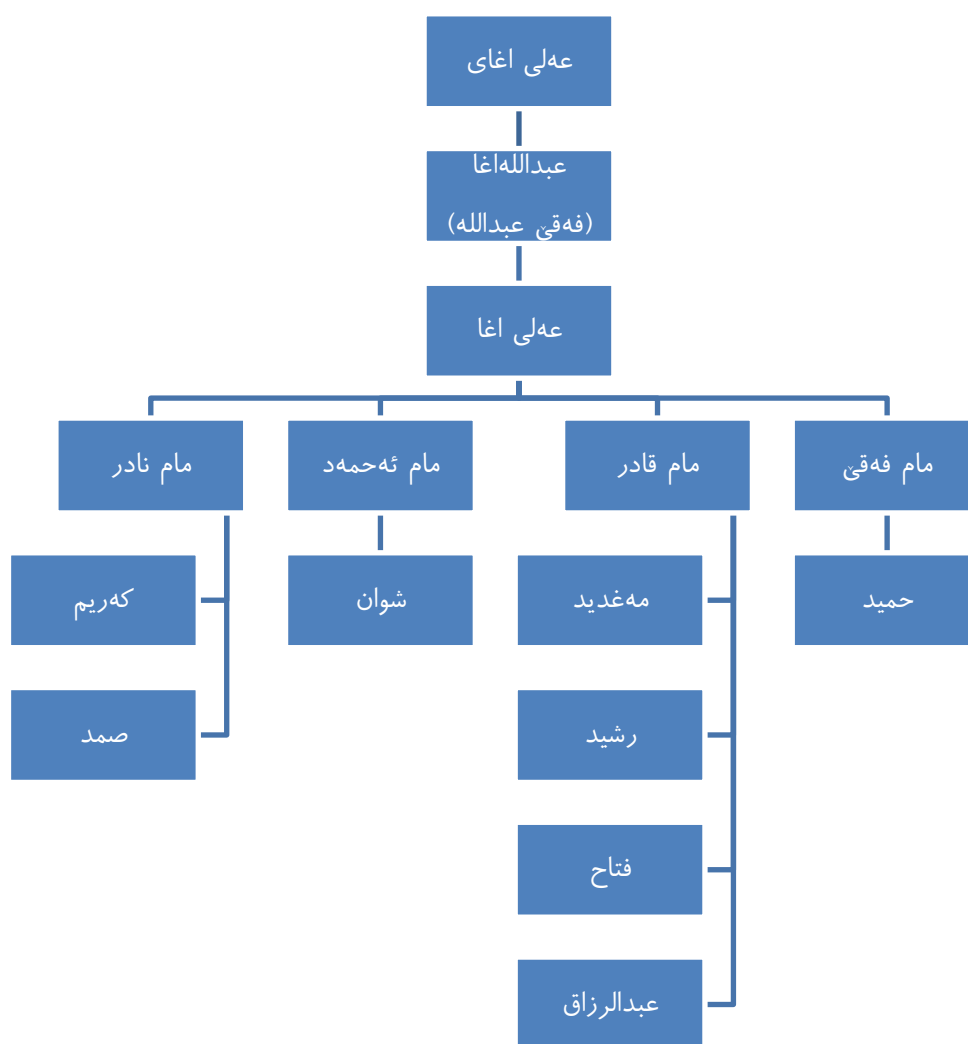 عەلی اغای
عبداللەاغا
(فەقێ عبداللە)
عەلی اغا
مام فەقێ
مام قادر
مام ئەحمەد
مام نادر
حمید
مەغدید
شوان
کەریم
رشید
صمد
فتاح
عبدالرزاق